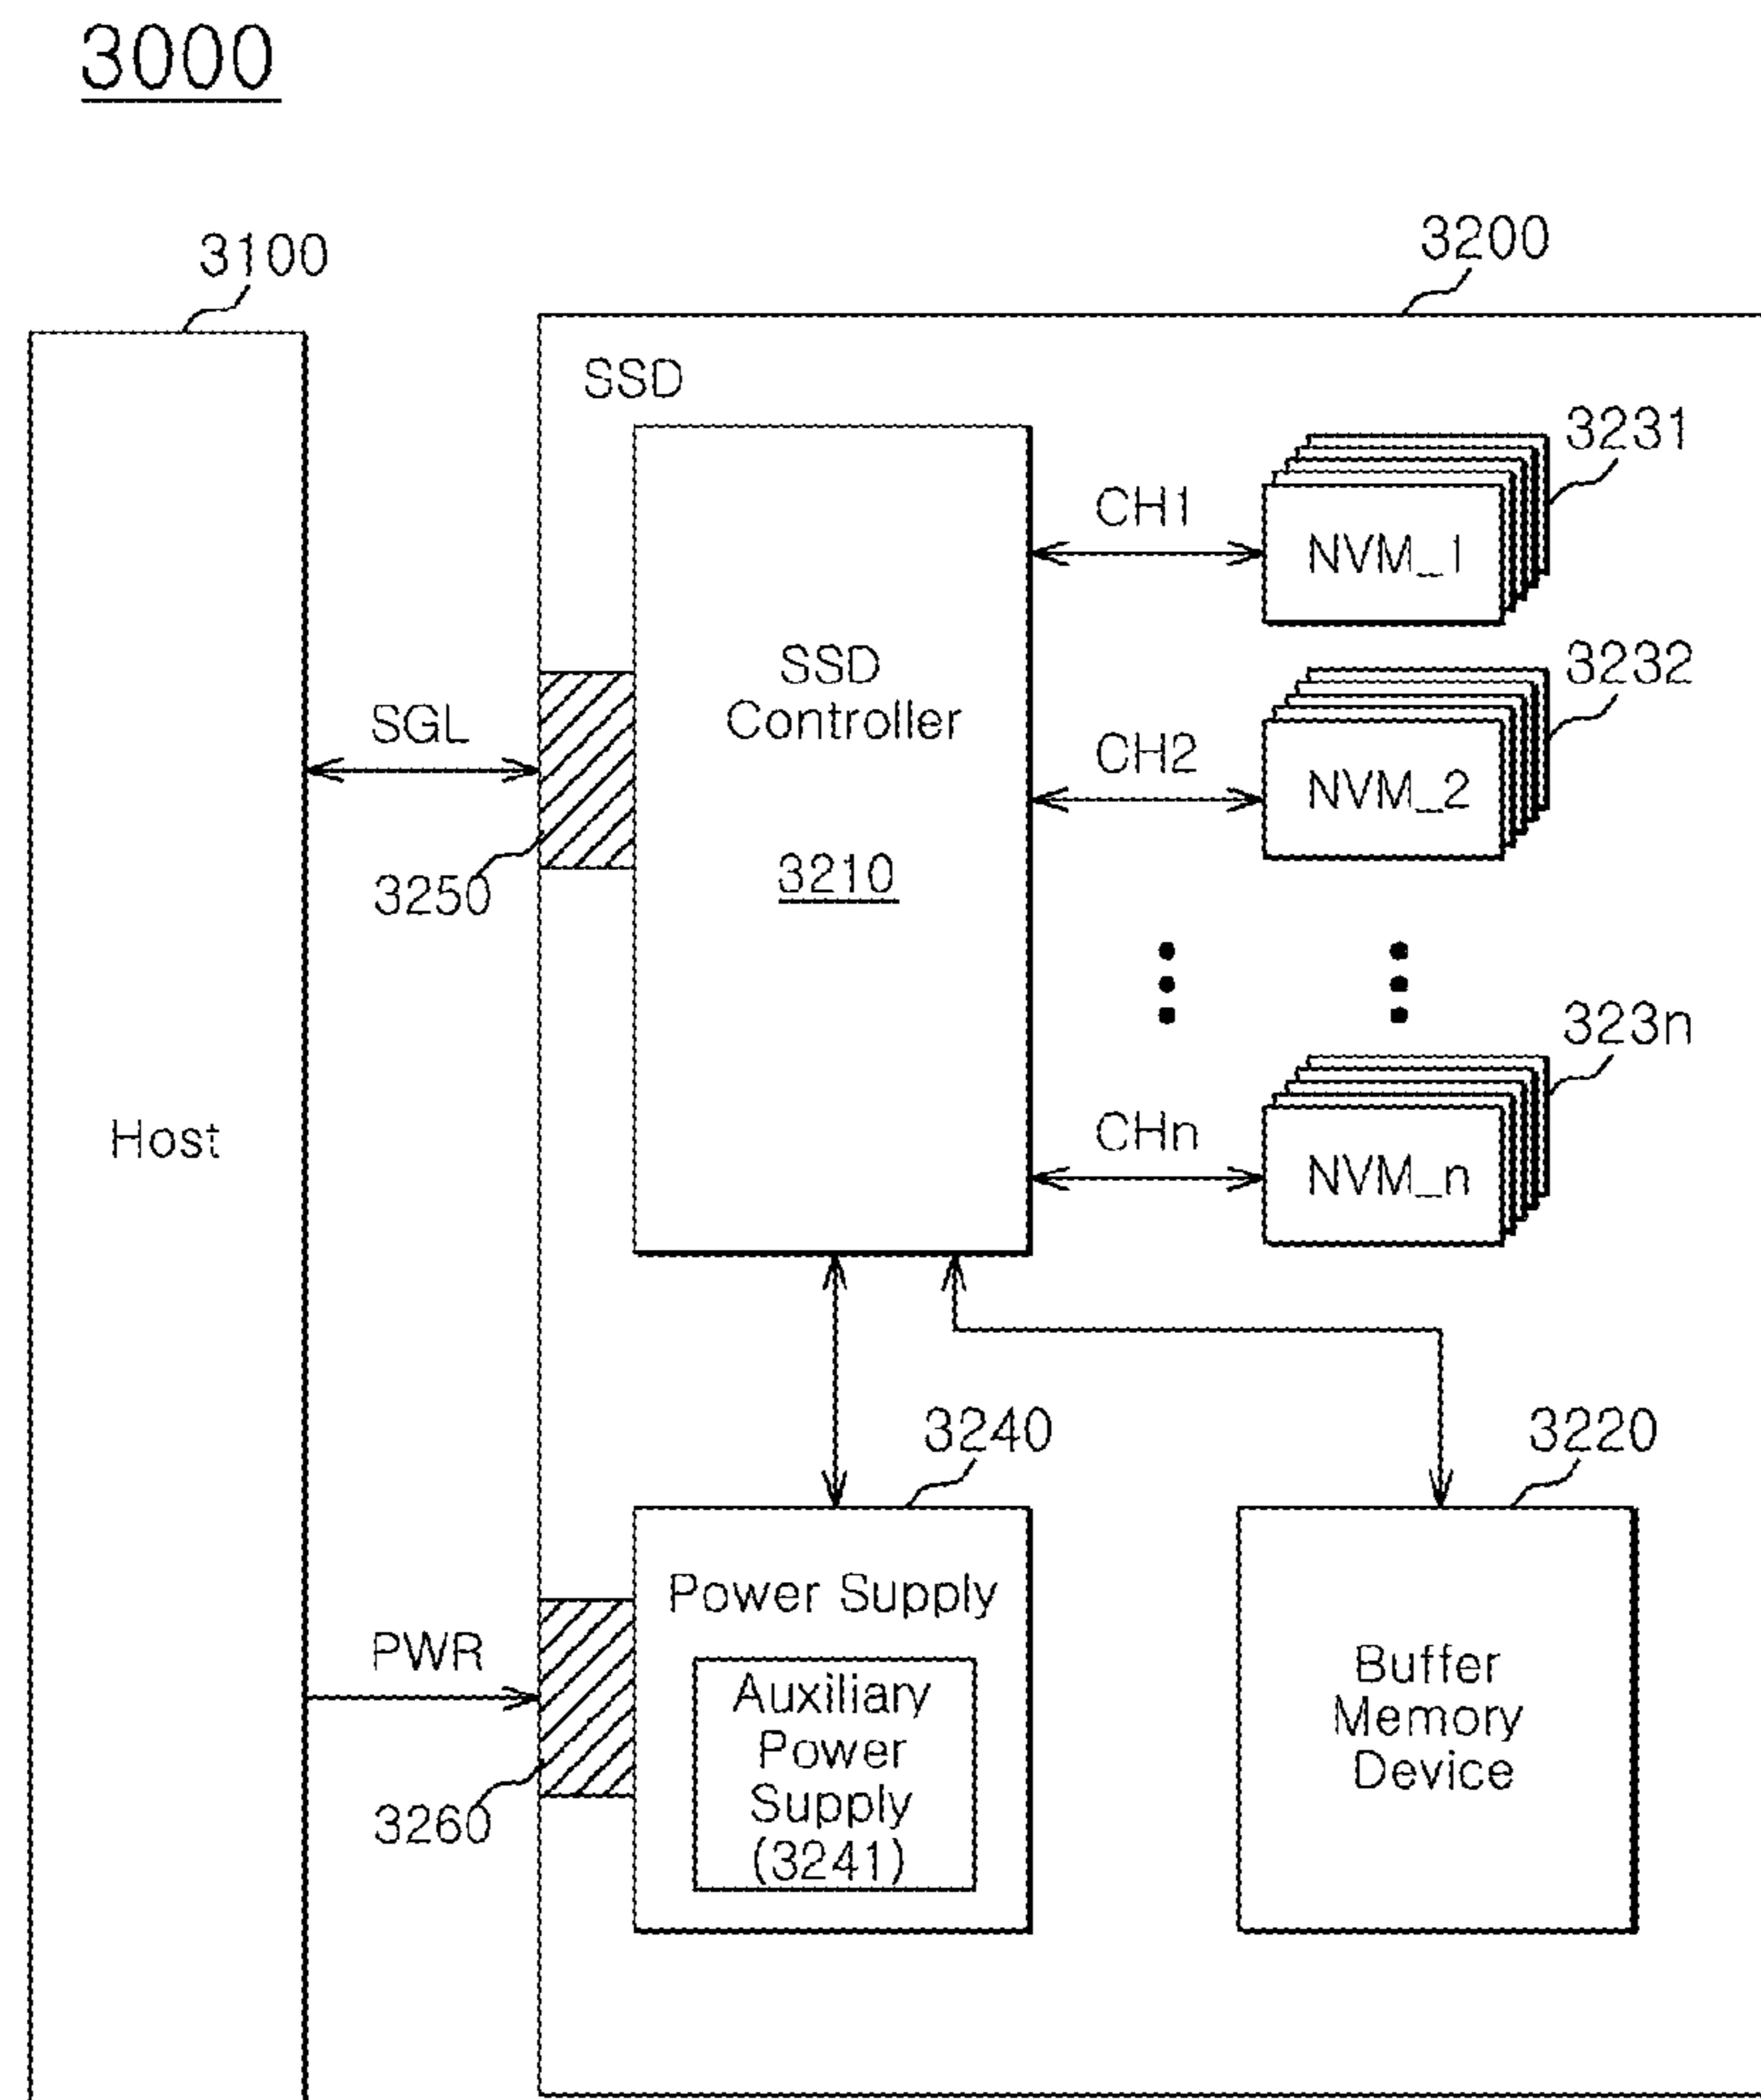 3000
3100
3200
SSD
3231
CH1
NVM_1
3232
SSD
Controller
SGL
CH2
NVM_2
3210
3250
323n
CHn
NVM_n
Host
3240
3220
Power Supply
PWR
Auxiliary
Power
Supply
(3241)
Buffer
Memory
Device
3260